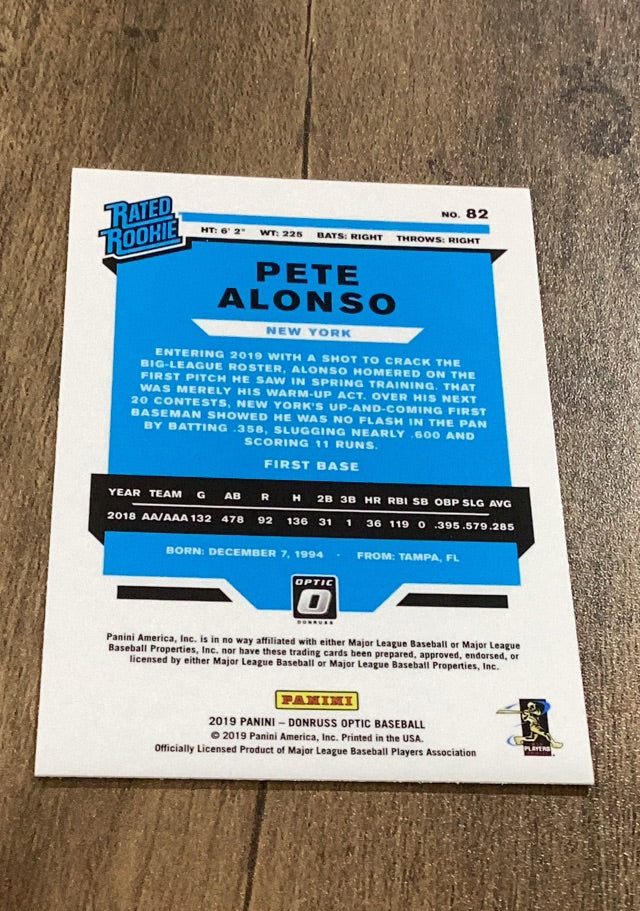 RATED
ROOKIE
NO. 82
HT: 6' 2" WT: 225 BATS: RIGHT THROWS: RIGHT
PETE
ALONSO
NEW YORK
ENTERING 2019 WITH A SHOT TO CRACK THE
BIG-LEAGUE ROSTER, ALONSO HOMERED ON THE
FIRST PITCH HE SAW IN SPRING TRAINING. THAT
WAS MERELY HIS WARM-UP ACT. OVER HIS NEXT
20 CONTESTS, NEW YORK'S UP-AND-COMING FIRST
BASEMAN SHOWED HE WAS NO FLASH IN THE PAN
BY BATTING .358, SLUGGING NEARLY .600 AND
SCORING 11 RUNS.
FIRST BASE
YEAR TEAM G AB R H 2B 3B HR RBI SB OBP SLG AVG
2018 AA/AAA 132 478 92 136 31 1 36 119 0 .395 .579 .285
BORN: DECEMBER 7, 1994 · FROM: TAMPA, FL
OPTIC
O
DONRUSS
Panini America, Inc. is in no way affiliated with either Major League Baseball or Major League
Baseball Properties, Inc. nor have these trading cards been prepared, approved, endorsed, or
licensed by either Major League Baseball or Major League Baseball Properties, Inc.
PANINI
2019 PANINI – DONRUSS OPTIC BASEBALL
© 2019 Panini America, Inc. Printed in the USA.
Officially Licensed Product of Major League Baseball Players Association
PLAYERS